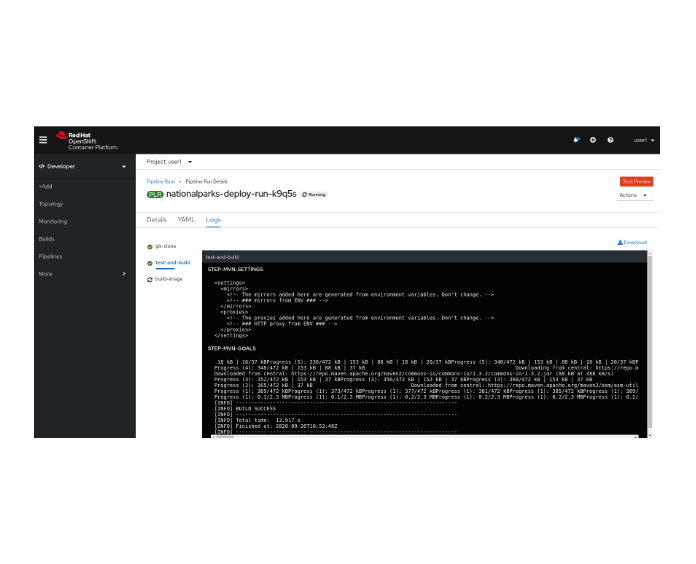 Red Hat
OpenShift
Container Platform
user1
Developer
Project: user1
+Add
Topology
Monitoring
Builds
Pipelines
More
Pipeline Runs > Pipeline Run Details
Tech Preview
PLR nationalparks-deploy-run-k9q5s Running
Actions
Details YAML Logs
Download
git-clone
test-and-build
build-image
test-and-build
STEP-MVN-SETTINGS
<settings>
<mirrors>
<!-- The mirrors added here are generated from environment variables. Don't change. -->
<!-- ### mirrors from ENV ### -->
</mirrors>
<proxies>
<!-- The proxies added here are generated from environment variables. Don't change. -->
<!-- ### HTTP proxy from ENV ### -->
</proxies>
</settings>
STEP-MVN-GOALS
18 kB | 16/37 kBProgress (5): 336/472 kB | 153 kB | 88 kB | 18 kB | 20/37 kBProgress (5): 340/472 kB | 153 kB | 88 kB | 18 kB | 20/37 kBP
Progress (4): 348/472 kB | 153 kB | 88 kB | 37 kB Downloading from central: https://repo.m
Downloaded from central: https://repo.maven.apache.org/maven2/commons-io/commons-io/1.3.2/commons-io-1.3.2.jar (88 kB at 388 kB/s)
Progress (3): 352/472 kB | 153 kB | 37 kBProgress (3): 356/472 kB | 153 kB | 37 kBProgress (3): 360/472 kB | 153 kB | 37 kB
Progress (2): 365/472 kB | 37 kB Downloaded from central: https://repo.maven.apache.org/maven2/asm/asm-util
Progress (1): 369/472 kBProgress (1): 373/472 kBProgress (1): 377/472 kBProgress (1): 381/472 kBProgress (1): 385/472 kBProgress (1): 389/
Progress (1): 0.1/2.3 MBProgress (1): 0.1/2.3 MBProgress (1): 0.2/2.3 MBProgress (1): 0.2/2.3 MBProgress (1): 0.2/2.3 MBProgress (1): 0.2/
[INFO] ------------------------------------------------------------------------
[INFO] BUILD SUCCESS
[INFO] ------------------------------------------------------------------------
[INFO] Total time: 13.917 s
[INFO] Finished at: 2020-09-26T10:52:48Z
[INFO] ------------------------------------------------------------------------